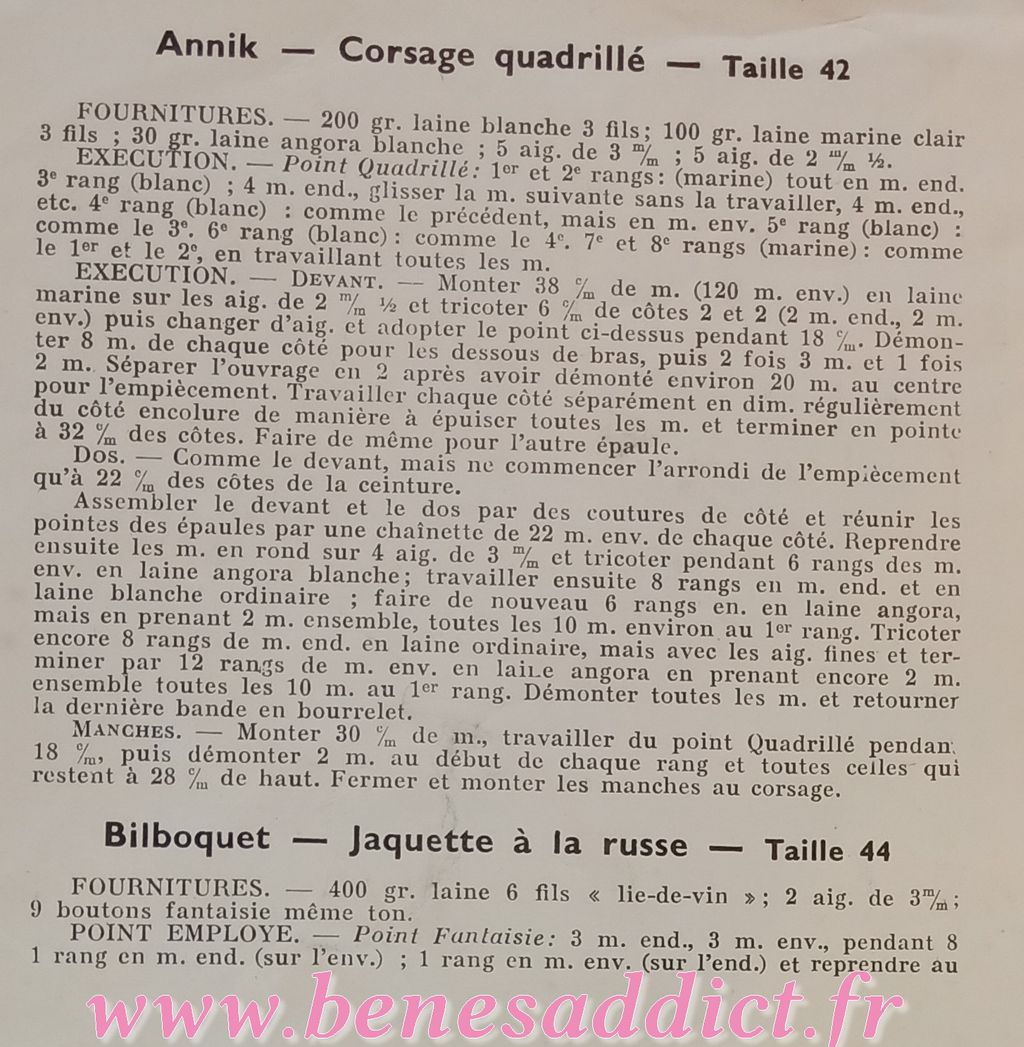 Annik — Corsage quadrillé — Taille 42
FOURNITURES. — 200 gr. laine blanche 3 fils; 100 gr. laine marine clair
3 fils ; 30 gr. laine angora blanche ; 5 aig. de 3 m/m ; 5 aig. de 2 m/m ½.
EXECUTION. — Point Quadrillé: 1er et 2e rangs: (marine) tout en m. end.
3e rang (blanc) ; 4 m. end., glisser la m. suivante sans la travailler, 4 m. end.,
etc. 4e rang (blanc) : comme le précédent, mais en m. env. 5e rang (blanc) :
comme le 3e. 6e rang (blanc): comme le 4e. 7e et 8e rangs (marine): comme
le 1er et le 2e, en travaillant toutes les m.
EXECUTION. — DEVANT. — Monter 38 c/m de m. (120 m. env.) en laine
marine sur les aig. de 2 m/m ½ et tricoter 6 c/m de côtes 2 et 2 (2 m. end., 2 m.
env.) puis changer d'aig. et adopter le point ci-dessus pendant 18 c/m. Démon-
ter 8 m. de chaque côté pour les dessous de bras, puis 2 fois 3 m. et 1 fois
2 m. Séparer l'ouvrage en 2 après avoir démonté environ 20 m. au centre
pour l'empiècement. Travailler chaque côté séparément en dim. régulièrement
du côté encolure de manière à épuiser toutes les m. et terminer en pointe
à 32 c/m des côtes. Faire de même pour l'autre épaule.
DOS. — Comme le devant, mais ne commencer l'arrondi de l'empiècement
qu'à 22 c/m des côtes de la ceinture.
Assembler le devant et le dos par des coutures de côté et réunir les
pointes des épaules par une chaînette de 22 m. env. de chaque côté. Reprendre
ensuite les m. en rond sur 4 aig. de 3 m/m et tricoter pendant 6 rangs des m.
env. en laine angora blanche; travailler ensuite 8 rangs en m. end. et en
laine blanche ordinaire ; faire de nouveau 6 rangs en. en laine angora,
mais en prenant 2 m. ensemble, toutes les 10 m. environ au 1er rang. Tricoter
encore 8 rangs de m. end. en laine ordinaire, mais avec les aig. fines et ter-
miner par 12 rangs de m. env. en laine angora en prenant encore 2 m.
ensemble toutes les 10 m. au 1er rang. Démonter toutes les m. et retourner
la dernière bande en bourrelet.
MANCHES. — Monter 30 c/m de m., travailler du point Quadrillé pendan.
18 c/m, puis démonter 2 m. au début de chaque rang et toutes celles qui
restent à 28 c/m de haut. Fermer et monter les manches au corsage.
Bilboquet — Jaquette à la russe — Taille 44
FOURNITURES. — 400 gr. laine 6 fils « lie-de-vin » ; 2 aig. de 3m/m ;
9 boutons fantaisie même ton.
POINT EMPLOYE. — Point Fantaisie: 3 m. end., 3 m. env., pendant 8
1 rang en m. end. (sur l'env.) ; 1 rang en m. env. (sur l'end.) et reprendre au
www.benesaddict.fr